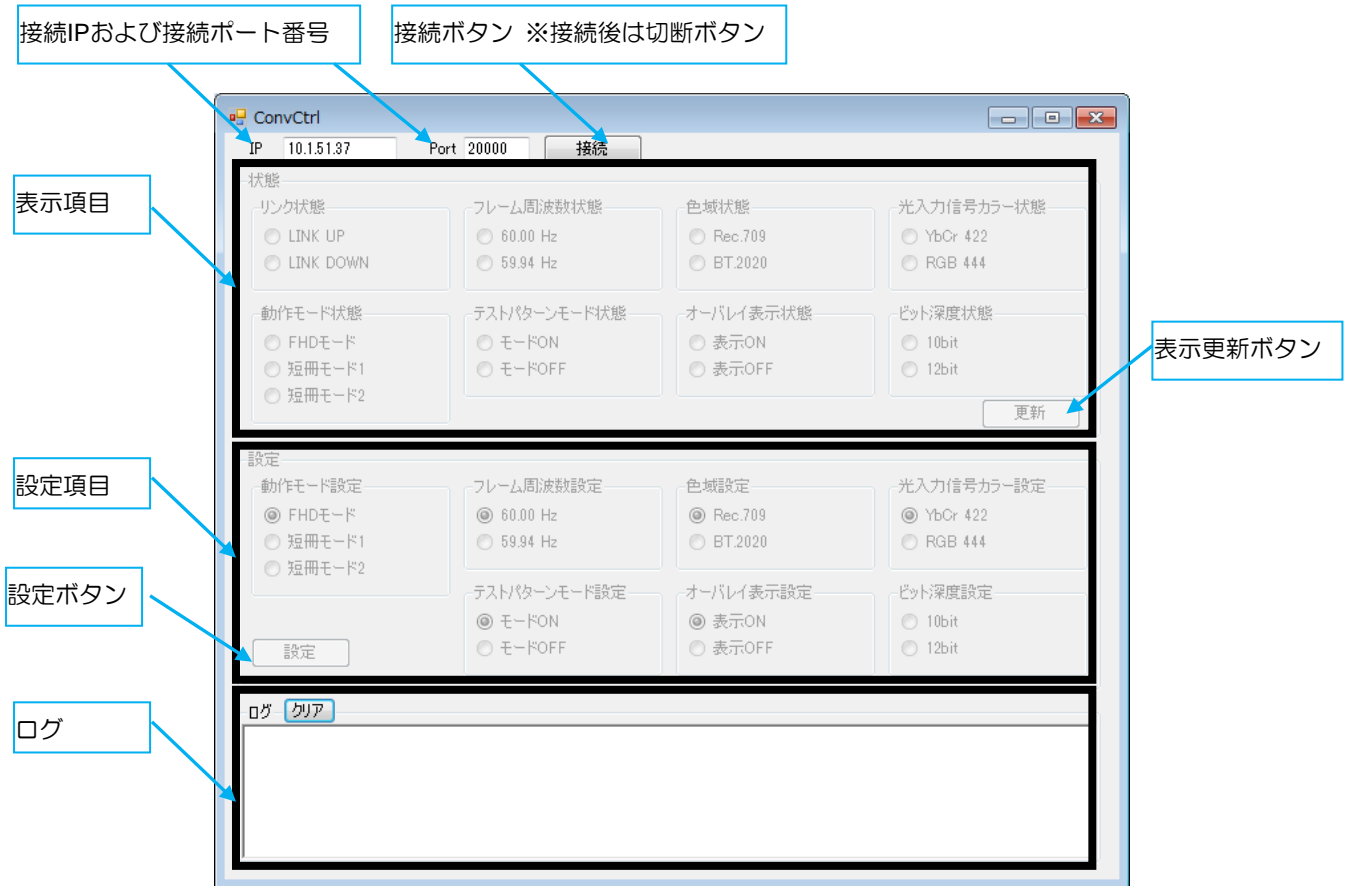 接続IPおよび接続ポート番号
接続ボタン ※接続後は切断ボタン
ConvCtrl
IP 10.1.51.37 Port 20000 接続
表示項目
状態
リンク状態 フレーム周波数状態 色域状態 光入力信号カラー状態
LINK UP 60.00 Hz Rec.709 YbCr 422
LINK DOWN 59.94 Hz BT.2020 RGB 444
動作モード状態 テストパターンモード状態 オーバレイ表示状態 ビット深度状態
FHDモード モードON 表示ON 10bit
短冊モード1 モードOFF 表示OFF 12bit
短冊モード2
更新
表示更新ボタン
設定項目
設定
動作モード設定 フレーム周波数設定 色域設定 光入力信号カラー設定
FHDモード 60.00 Hz Rec.709 YbCr 422
短冊モード1 59.94 Hz BT.2020 RGB 444
短冊モード2
テストパターンモード設定 オーバレイ表示設定 ビット深度設定
モードON 表示ON 10bit
モードOFF 表示OFF 12bit
設定ボタン
設定
ログ
ログ クリア